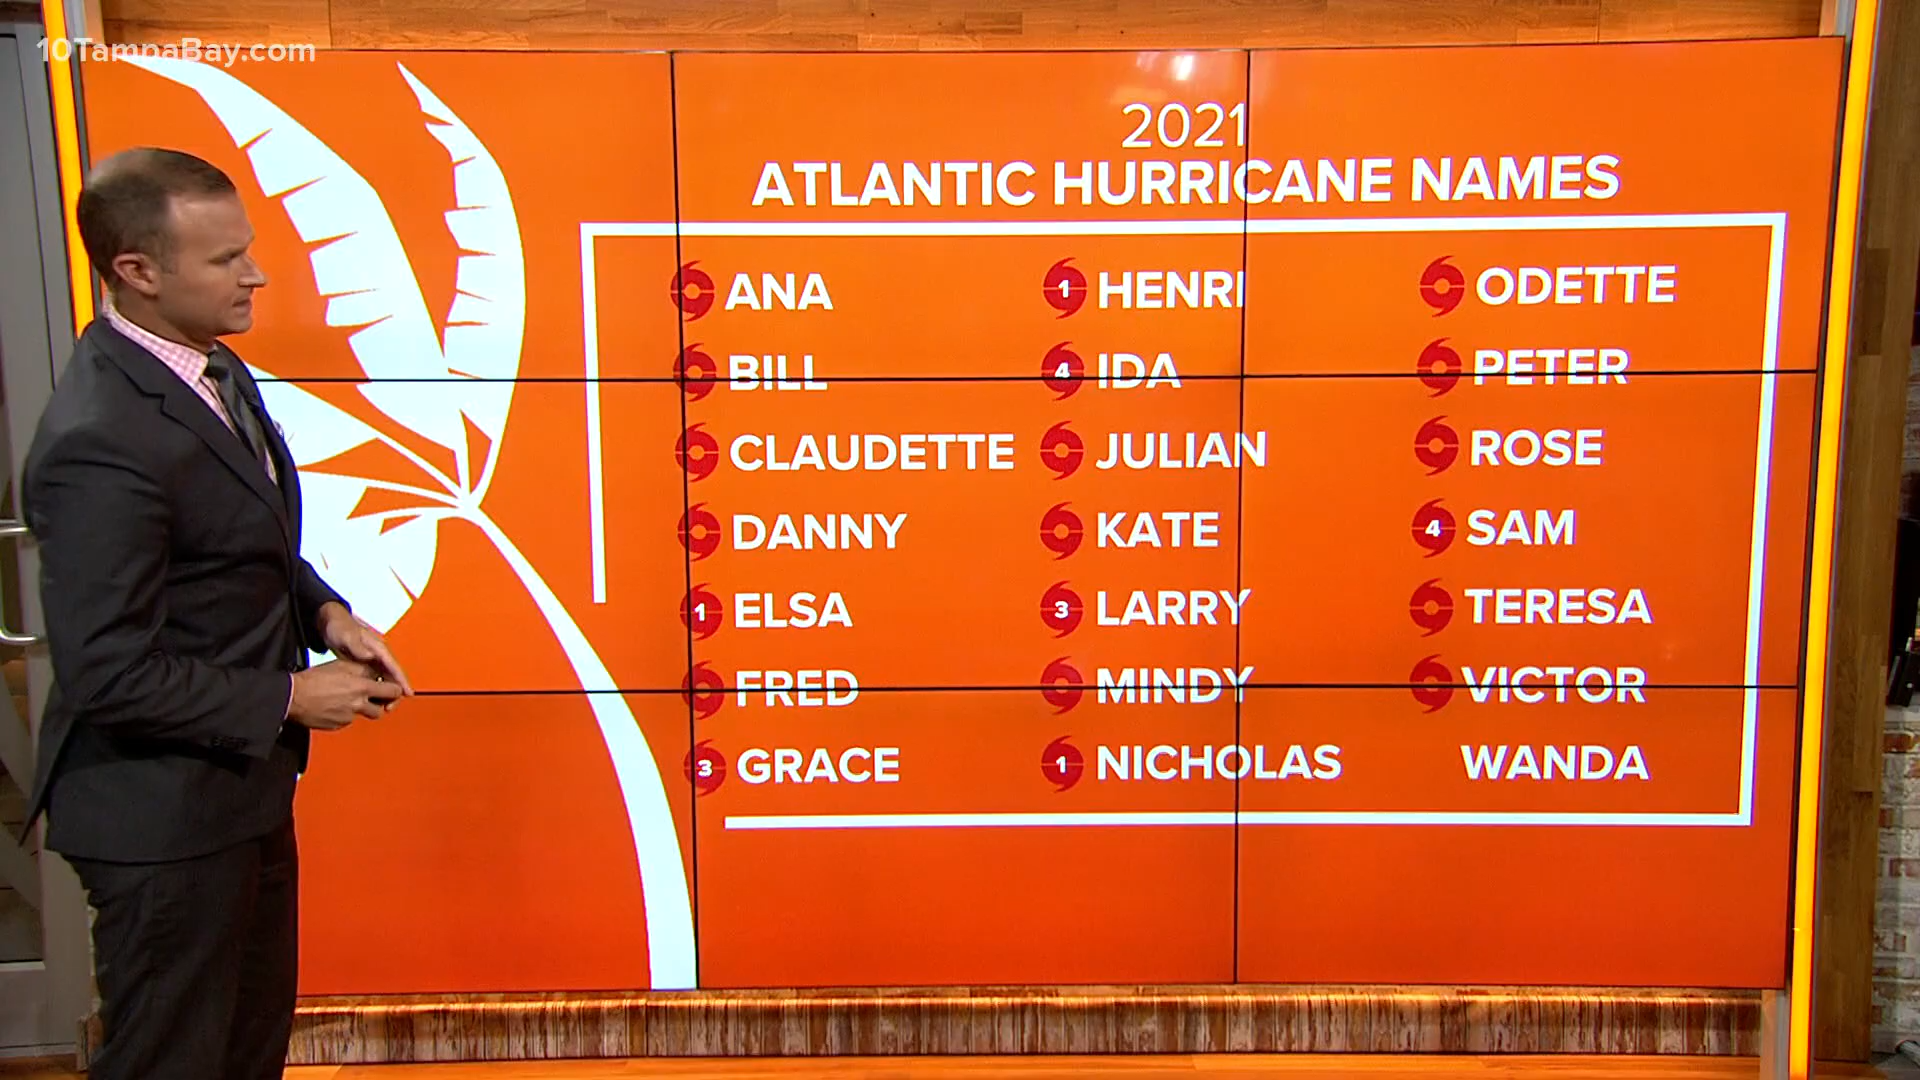 10TampaBay.com
2021
ATLANTIC HURRICANE NAMES
ANA
BILL
CLAUDETTE
DANNY
1 ELSA
FRED
3 GRACE
1 HENRI
4 IDA
JULIAN
KATE
3 LARRY
MINDY
1 NICHOLAS
ODETTE
PETER
ROSE
4 SAM
TERESA
VICTOR
WANDA